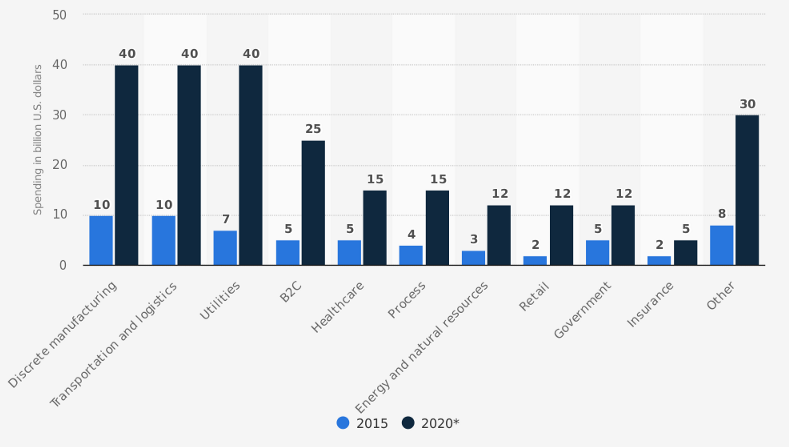 Spending in billion U.S. dollars
50
40
30
20
10
0
10 40
10 40
7 40
5 25
5 15
4 15
3 12
2 12
5 12
2 5
8 30
Discrete manufacturing
Transportation and logistics
Utilities
B2C
Healthcare
Process
Energy and natural resources
Retail
Government
Insurance
Other
2015 2020*